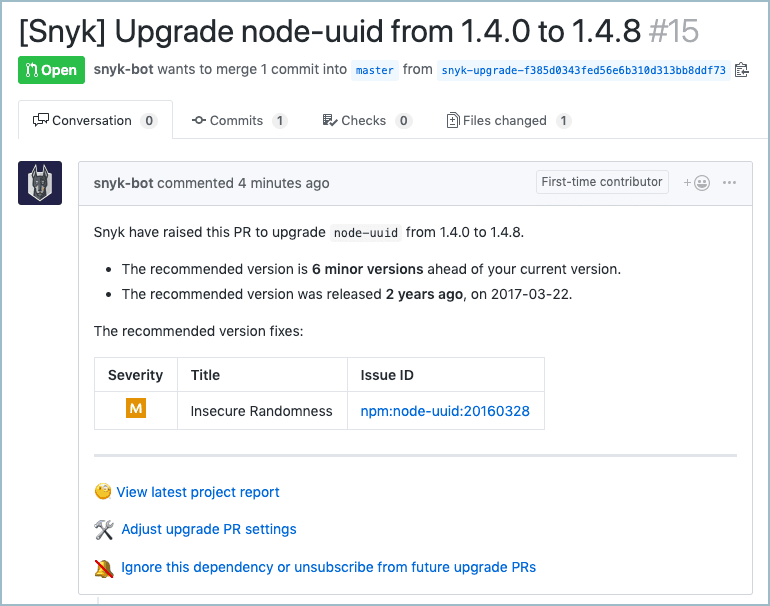 [Snyk] Upgrade node-uuid from 1.4.0 to 1.4.8 #15
Open snyk-bot wants to merge 1 commit into master from snyk-upgrade-f385d0343fed56e6b310d313bb8ddf73
Conversation 0 Commits 1 Checks 0 Files changed 1
snyk-bot commented 4 minutes ago First-time contributor
Snyk have raised this PR to upgrade node-uuid from 1.4.0 to 1.4.8.
• The recommended version is 6 minor versions ahead of your current version.
• The recommended version was released 2 years ago, on 2017-03-22.
The recommended version fixes:
Severity Title Issue ID
M Insecure Randomness npm:node-uuid:20160328
View latest project report
Adjust upgrade PR settings
Ignore this dependency or unsubscribe from future upgrade PRs